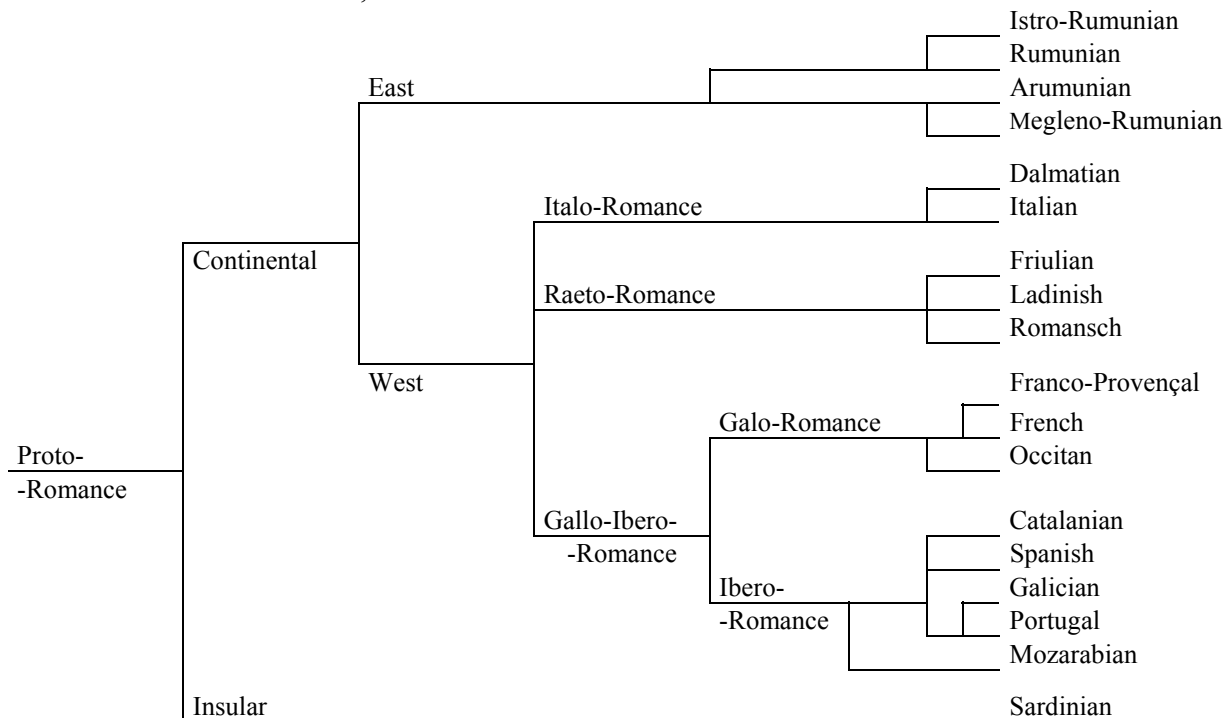 Istro-Rumunian
Rumunian
East
Arumunian
Megleno-Rumunian
Dalmatian
Italo-Romance
Italian
Continental
Friulian
Raeto-Romance
Ladinish
Romansch
West
Franco-Provençal
Galo-Romance
French
Proto-
Occitan
-Romance
Gallo-Ibero-
Catalanian
-Romance
Spanish
Ibero-
Galician
-Romance
Portugal
Mozarabian
Insular
Sardinian